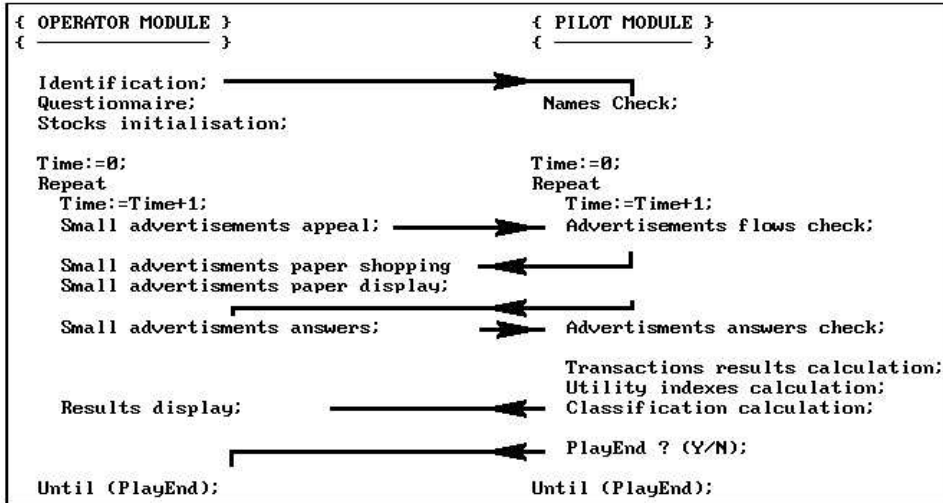 { OPERATOR MODULE } { PILOT MODULE }
{ ─────────────── } { ──────────── }
Identification;
Questionnaire; Names Check;
Stocks initialisation;
Time:=0; Time:=0;
Repeat Repeat
Time:=Time+1; Time:=Time+1;
Small advertisements appeal; Advertisements flows check;
Small advertisments paper shopping
Small advertisments paper display;
Small advertisments answers; Advertisments answers check;
Transactions results calculation;
Utility indexes calculation;
Results display; Classification calculation;
PlayEnd ? (Y/N);
Until (PlayEnd); Until (PlayEnd);